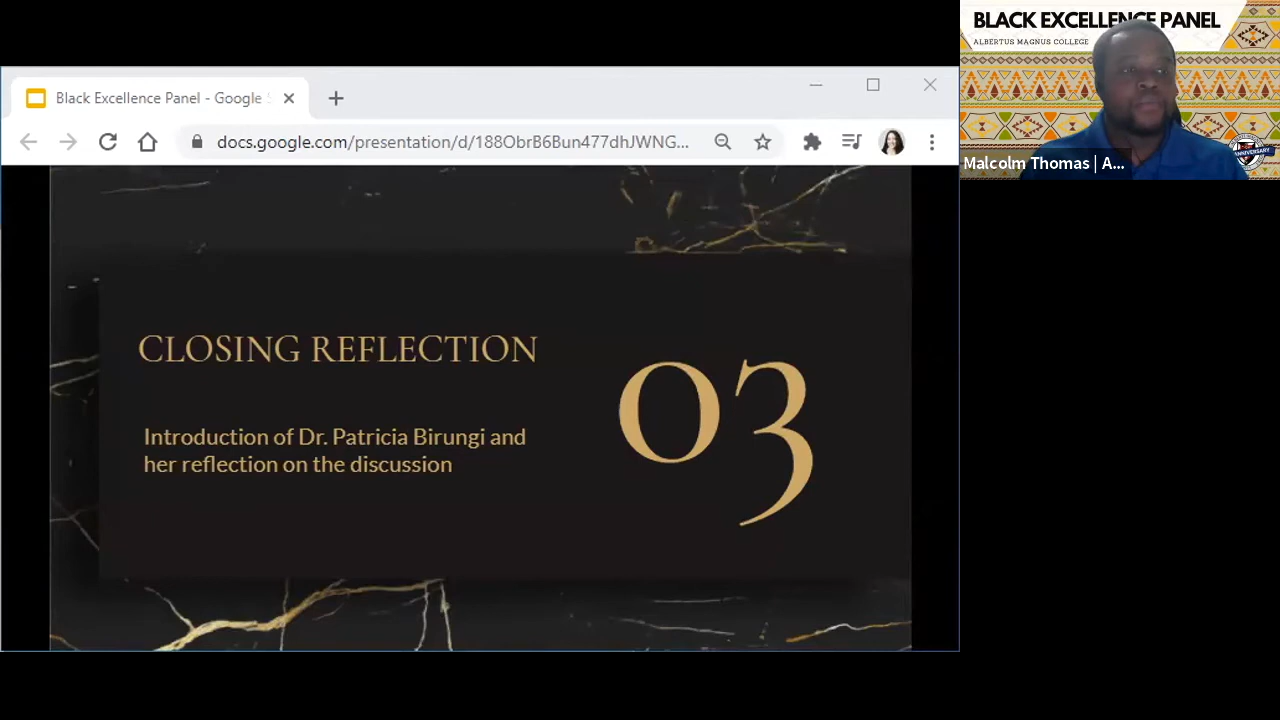 BLACK EXCELLENCE PANEL
ALBERTUS MAGNUS COLLEGE
ANNIVERSARY
Malcolm Thomas | A...
Black Excellence Panel - Google
docs.google.com/presentation/d/188ObrB6Bun477dhJWNG...
CLOSING REFLECTION
03
Introduction of Dr. Patricia Birungi and
her reflection on the discussion